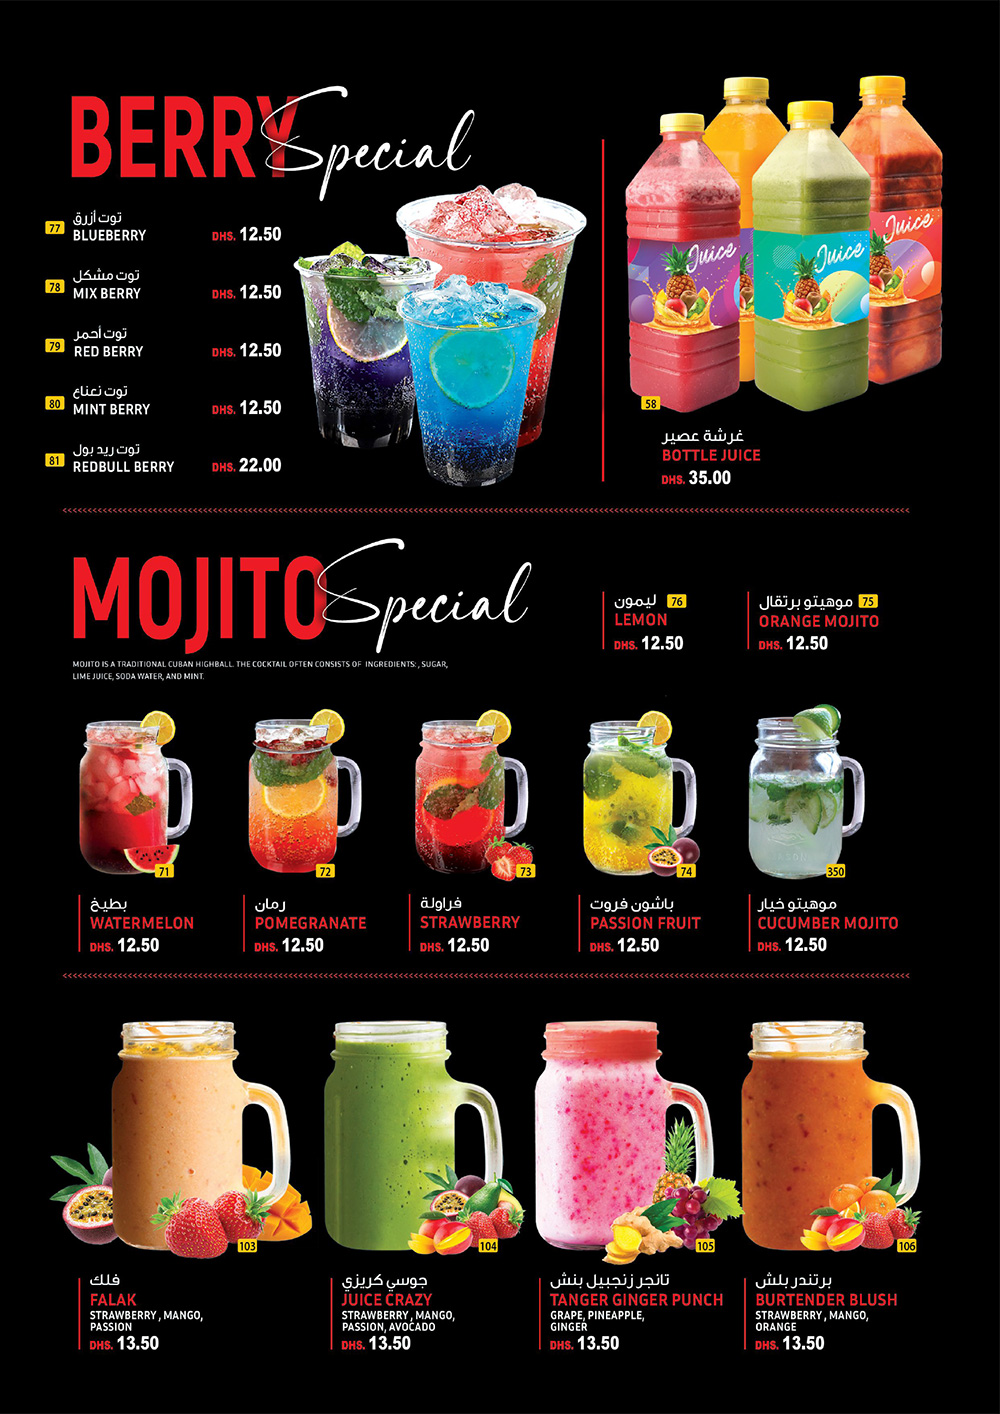 BERRY Special
77 توت أزرق
BLUEBERRY DHS. 12.50
78 توت مشكل
MIX BERRY DHS. 12.50
79 توت أحمر
RED BERRY DHS. 12.50
80 توت نعناع
MINT BERRY DHS. 12.50
81 توت ريد بول
REDBULL BERRY DHS. 22.00
Juice
Juice
Juice
58
غرشة عصير
BOTTLE JUICE
DHS. 35.00
MOJITO Special
MOJITO IS A TRADITIONAL CUBAN HIGHBALL. THE COCKTAIL OFTEN CONSISTS OF INGREDIENTS:, SUGAR,
LIME JUICE, SODA WATER, AND MINT.
ليمون 76
LEMON
DHS. 12.50
موهيتو برتقال 75
ORANGE MOJITO
DHS. 12.50
71
بطيخ
WATERMELON
DHS. 12.50
72
رمان
POMEGRANATE
DHS. 12.50
73
فراولة
STRAWBERRY
DHS. 12.50
74
باشون فروت
PASSION FRUIT
DHS. 12.50
350
موهيتو خيار
CUCUMBER MOJITO
DHS. 12.50
103
فلك
FALAK
STRAWBERRY, MANGO,
PASSION
DHS. 13.50
104
جوسي كريزي
JUICE CRAZY
STRAWBERRY, MANGO,
PASSION, AVOCADO
DHS. 13.50
105
تانجر زنجبيل بنش
TANGER GINGER PUNCH
GRAPE, PINEAPPLE,
GINGER
DHS. 13.50
106
برتندر بلش
BURTENDER BLUSH
STRAWBERRY, MANGO,
ORANGE
DHS. 13.50